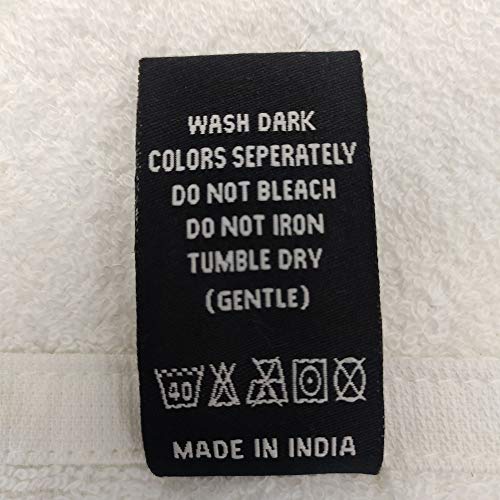 WASH DARK
COLORS SEPERATELY
DO NOT BLEACH
DO NOT IRON
TUMBLE DRY
(GENTLE)
40
MADE IN INDIA